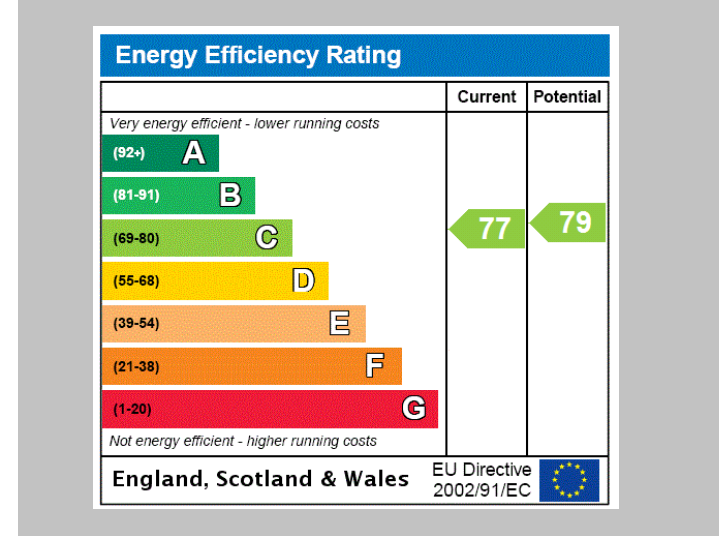 Energy Efficiency Rating
Current Potential
Very energy efficient - lower running costs
(92+) A
(81-91) B
(69-80) C
77 79
(55-68) D
(39-54) E
(21-38) F
(1-20) G
Not energy efficient - higher running costs
England, Scotland & Wales
EU Directive
2002/91/EC